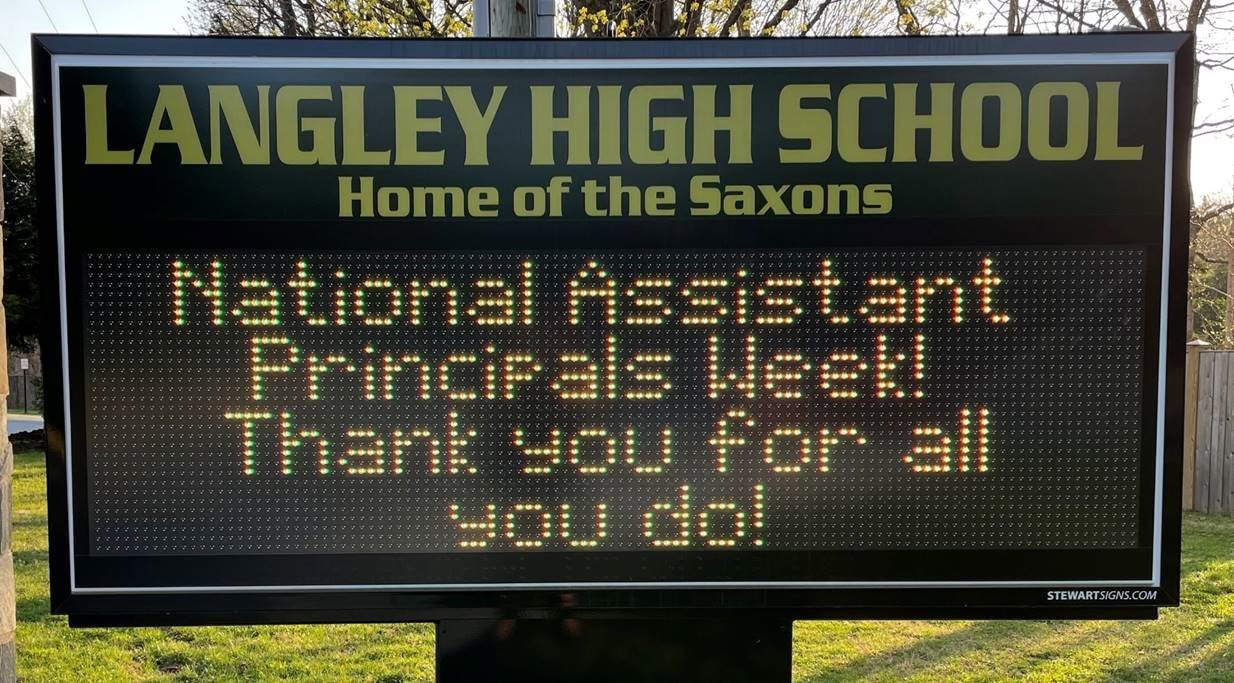 LANGLEY HIGH SCHOOL
Home of the Saxons
National Assistant
Principals Week!
Thank you for all
you do!
STEWARTSIGNS.COM